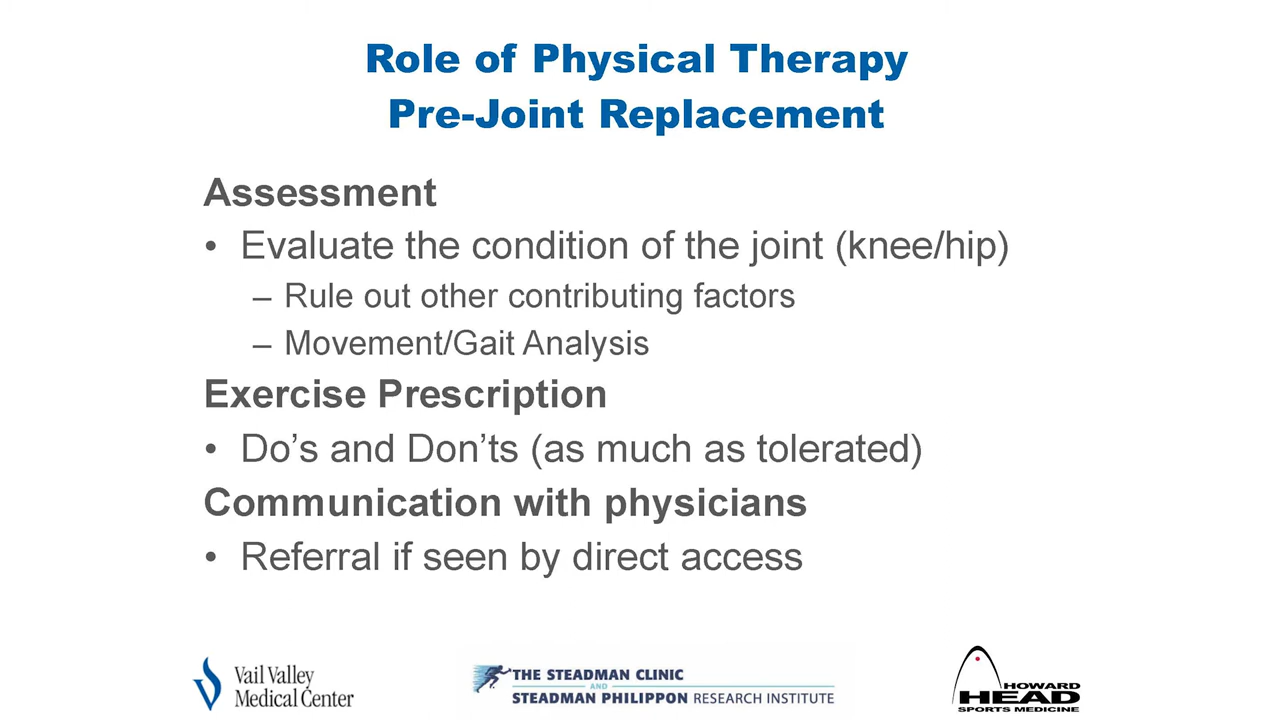 Role of Physical Therapy
Pre-Joint Replacement
Assessment
• Evaluate the condition of the joint (knee/hip)
– Rule out other contributing factors
– Movement/Gait Analysis
Exercise Prescription
• Do’s and Don’ts (as much as tolerated)
Communication with physicians
• Referral if seen by direct access
Vail Valley
Medical Center
THE STEADMAN CLINIC
AND
STEADMAN PHILIPPON RESEARCH INSTITUTE
HOWARD
HEAD
SPORTS MEDICINE